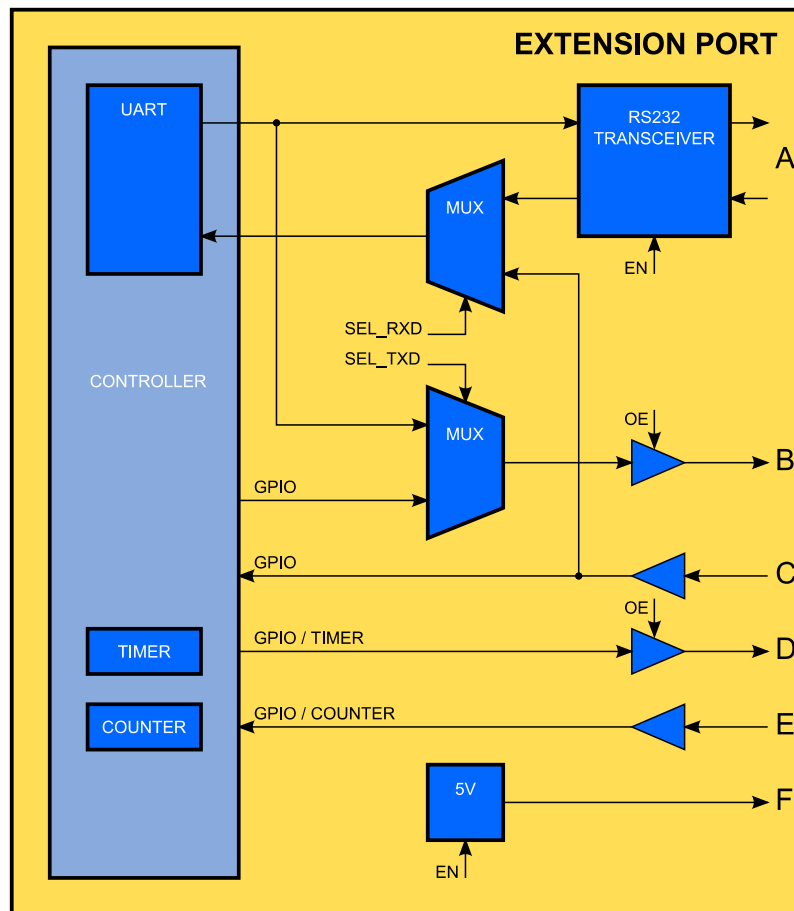 EXTENSION PORT
UART
RS232
TRANSCEIVER
A
MUX
EN
SEL_RXD
SEL_TXD
CONTROLLER
MUX
OE
B
GPIO
GPIO
C
OE
TIMER
GPIO / TIMER
D
COUNTER
GPIO / COUNTER
E
5V
F
EN